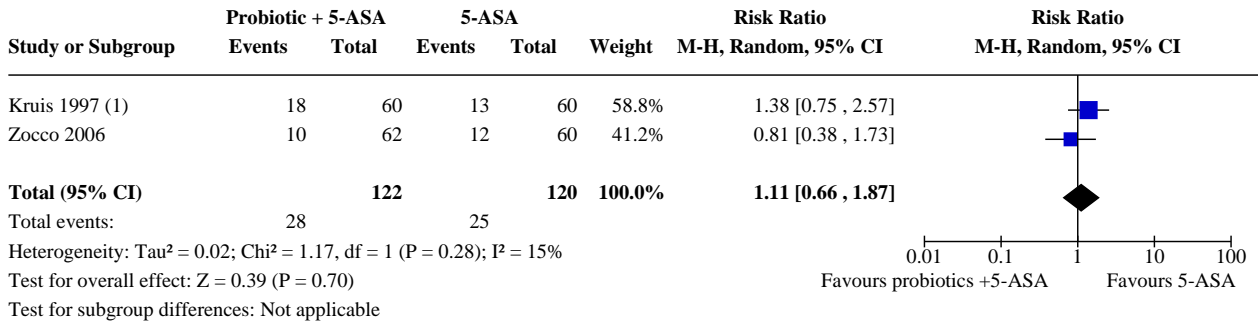 Probiotic + 5-ASA 5-ASA Risk Ratio Risk Ratio
Study or Subgroup Events Total Events Total Weight M-H, Random, 95% CI M-H, Random, 95% CI
Kruis 1997 (1) 18 60 13 60 58.8% 1.38 [0.75 , 2.57]
Zocco 2006 10 62 12 60 41.2% 0.81 [0.38 , 1.73]
Total (95% CI) 122 120 100.0% 1.11 [0.66 , 1.87]
Total events: 28 25
Heterogeneity: Tau² = 0.02; Chi² = 1.17, df = 1 (P = 0.28); I² = 15%
0.01 0.1 1 10 100
Test for overall effect: Z = 0.39 (P = 0.70)
Favours probiotics +5-ASA Favours 5-ASA
Test for subgroup differences: Not applicable